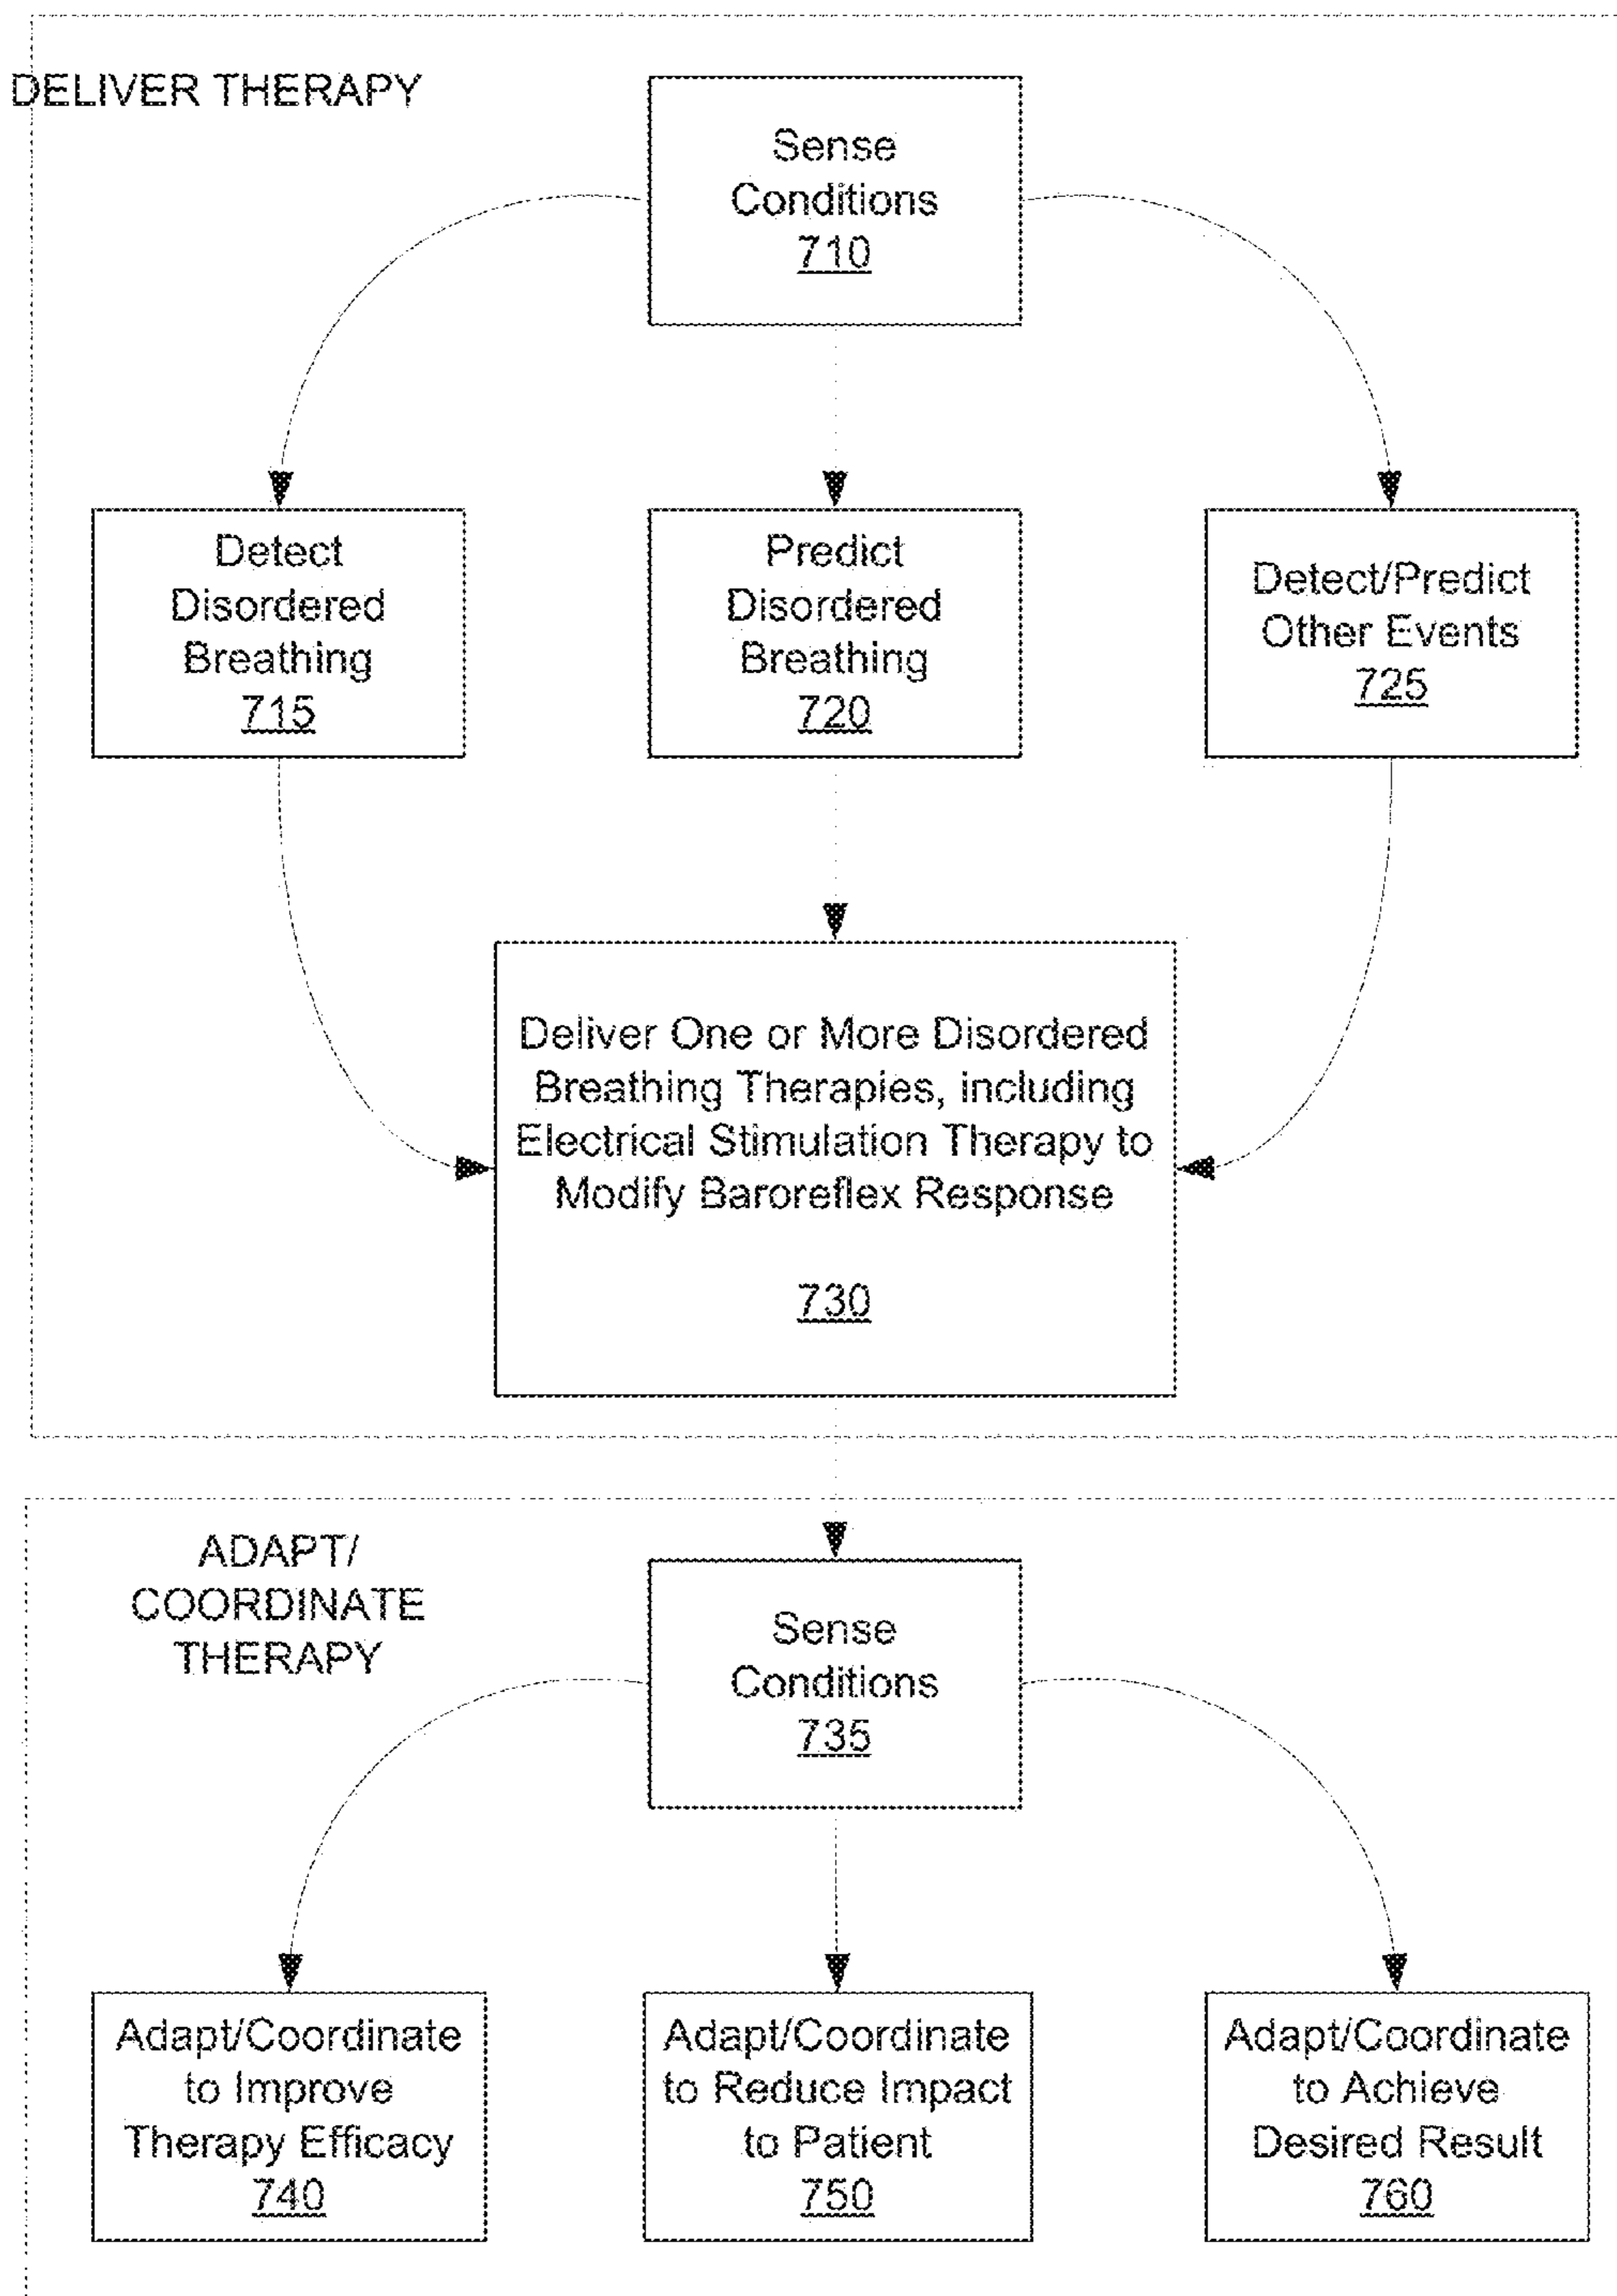 DELIVER THERAPY
Sense
Conditions
710
Detect
Disordered
Breathing
715
Predict
Disordered
Breathing
720
Detect/Predict
Other Events
725
Deliver One or More Disordered
Breathing Therapies, including
Electrical Stimulation Therapy to
Modify Baroreflex Response
730
ADAPT/
COORDINATE
THERAPY
Sense
Conditions
735
Adapt/Coordinate
to Improve
Therapy Efficacy
740
Adapt/Coordinate
to Reduce Impact
to Patient
750
Adapt/Coordinate
to Achieve
Desired Result
760